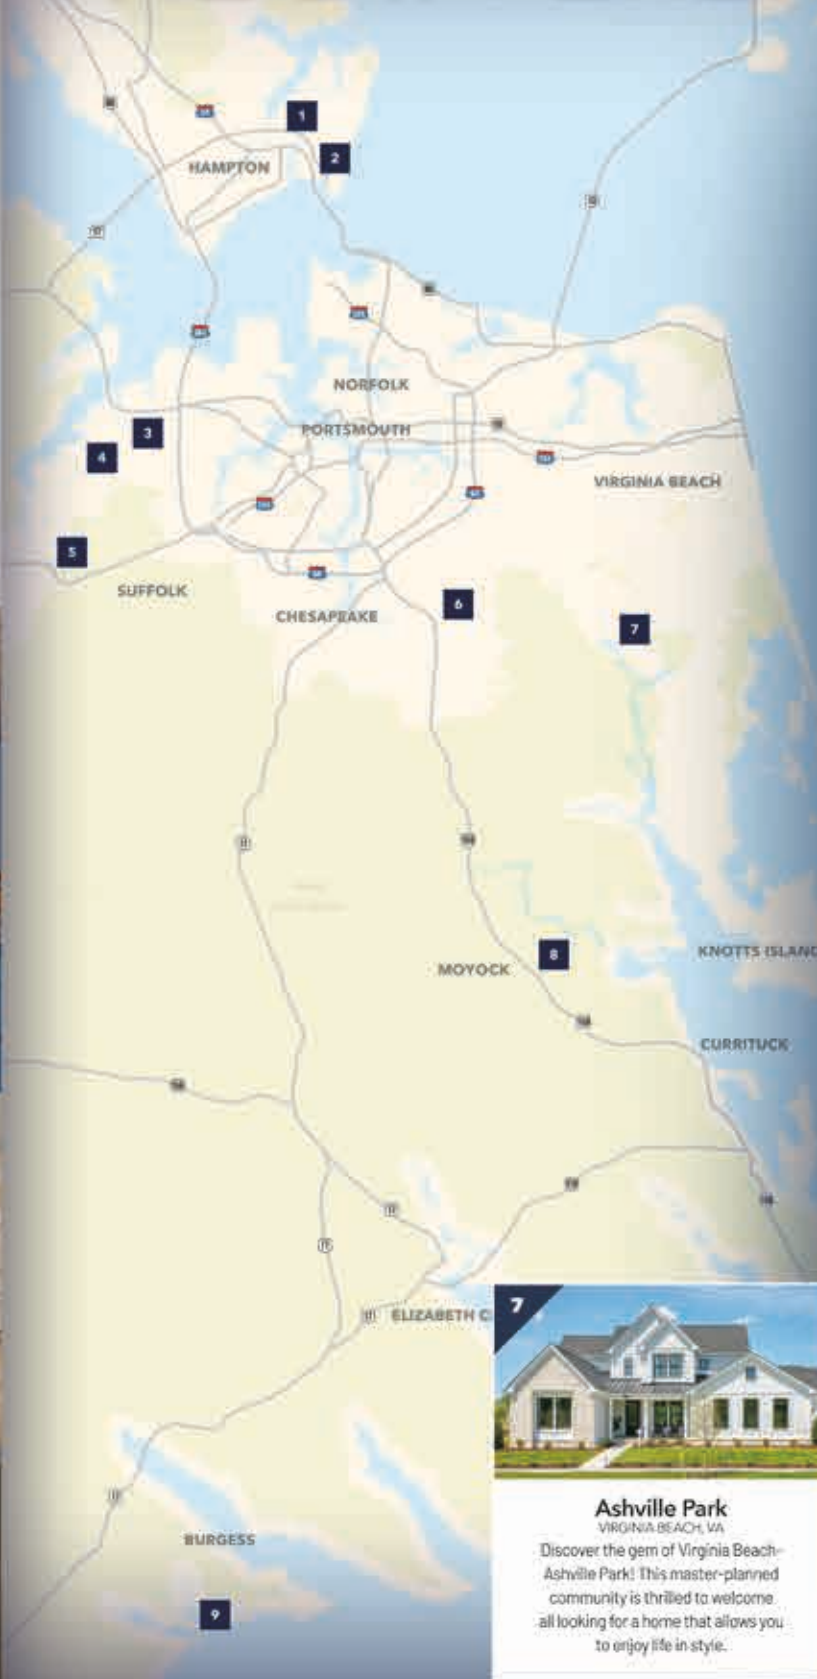 1
2
HAMPTON
NORFOLK
PORTSMOUTH
3
4
VIRGINIA BEACH
5
SUFFOLK
6
CHESAPEAKE
7
8
KNOTTS ISLAND
MOYOCK
CURRITUCK
ELIZABETH C
7
Ashville Park
VIRGINIA BEACH, VA
Discover the gem of Virginia Beach-
Ashville Park! This master-planned
community is thrilled to welcome
all looking for a home that allows you
to enjoy life in style.
BURGESS
9